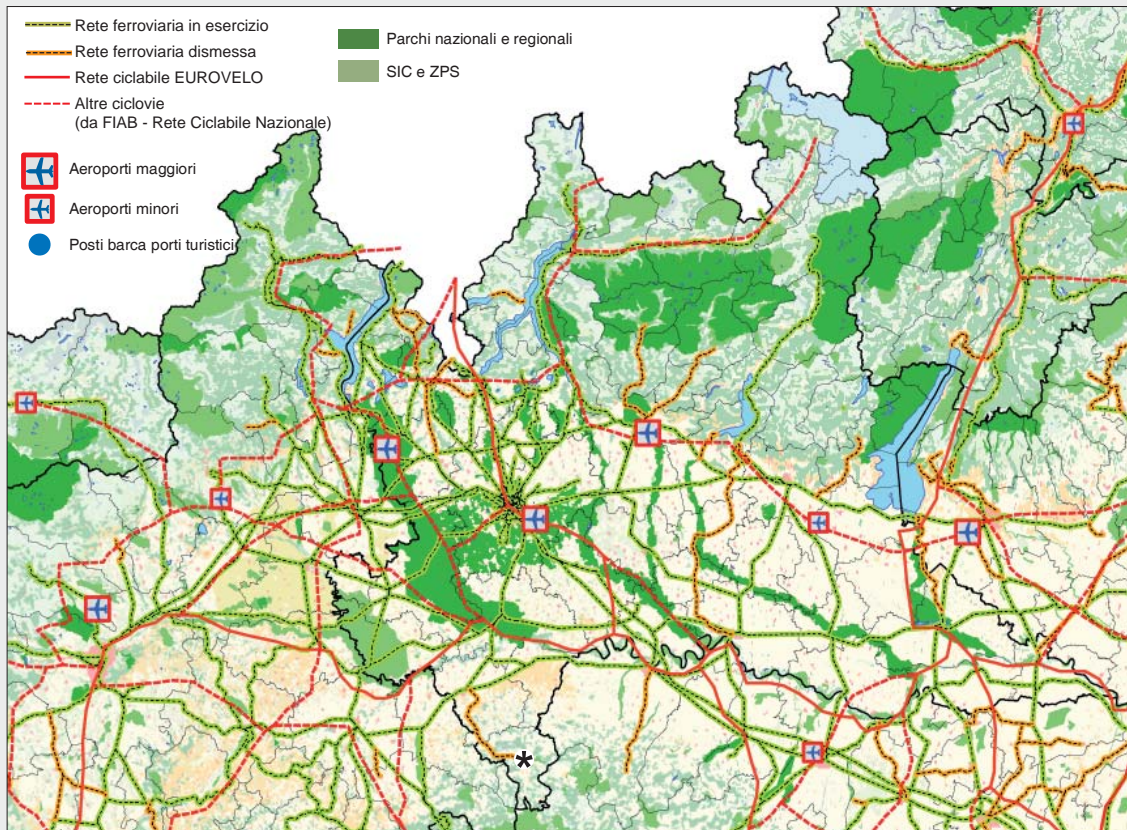 Rete ferroviaria in esercizio
Rete ferroviaria dismessa
Rete ciclabile EUROVELO
Altre ciclovie
(da FIAB - Rete Ciclabile Nazionale)
Aeroporti maggiori
Aeroporti minori
Posti barca porti turistici
Parchi nazionali e regionali
SIC e ZPS
*